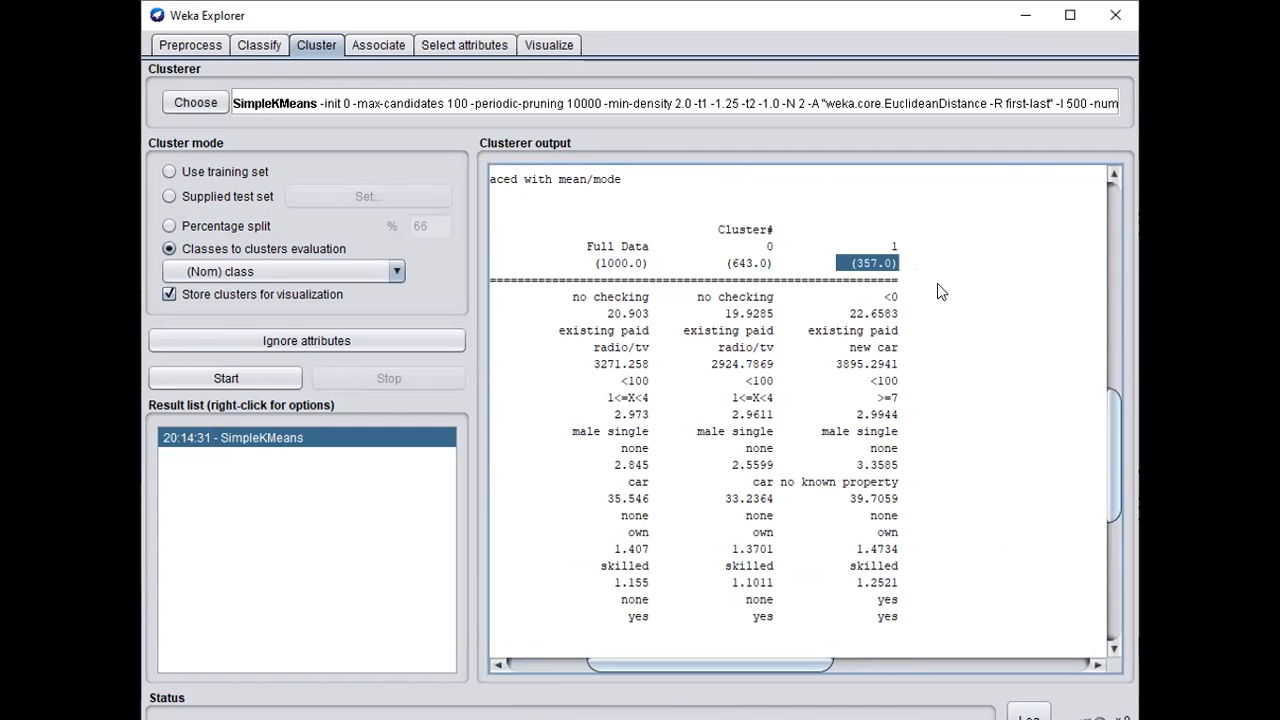 Weka Explorer
Preprocess Classify Cluster Associate Select attributes Visualize
Clusterer
Choose SimpleKMeans -init 0 -max-candidates 100 -periodic-pruning 10000 -min-density 2.0 -t1 -1.25 -t2 -1.0 -N 2 -A "weka.core.EuclideanDistance -R first-last" -I 500 -num
Cluster mode
Use training set
Supplied test set Set...
Percentage split % 66
Classes to clusters evaluation
(Nom) class
Store clusters for visualization
Ignore attributes
Start Stop
Result list (right-click for options)
20:14:31 - SimpleKMeans
Clusterer output
aced with mean/mode
Cluster#
Full Data 0 1
(1000.0) (643.0) (357.0)
==========================================================
no checking no checking <0
20.903 19.9285 22.6583
existing paid existing paid existing paid
radio/tv radio/tv new car
3271.258 2924.7869 3895.2941
<100 <100 <100
1<=X<4 1<=X<4 >=7
2.973 2.9611 2.9944
male single male single male single
none none none
2.845 2.5599 3.3585
car car no known property
35.546 33.2364 39.7059
none none none
own own own
1.407 1.3701 1.4734
skilled skilled skilled
1.155 1.1011 1.2521
none none yes
yes yes yes
Status